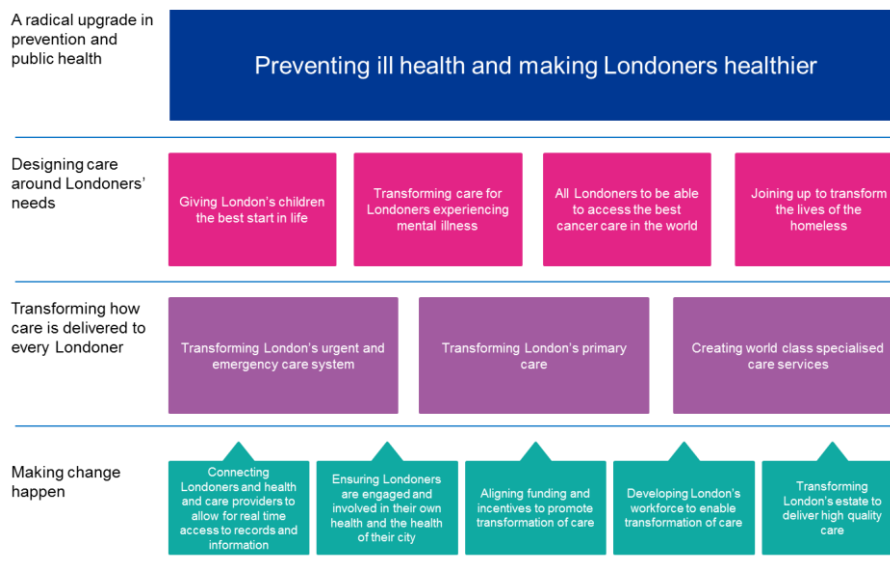 A radical upgrade in
prevention and
public health
Preventing ill health and making Londoners healthier
Designing care
around Londoners'
needs
Giving London's children
the best start in life
Transforming care for
Londoners experiencing
mental illness
All Londoners to be able
to access the best
cancer care in the world
Joining up to transform
the lives of the
homeless
Transforming how
care is delivered to
every Londoner
Transforming London's urgent and
emergency care system
Transforming London's primary
care
Creating world class specialised
care services
Making change
happen
Connecting
Londoners and health
and care providers to
allow for real time
access to records and
information
Ensuring Londoners
are engaged and
involved in their own
health and the health
of their city
Aligning funding and
incentives to promote
transformation of care
Developing London's
workforce to enable
transformation of care
Transforming
London's estate to
deliver high quality
care